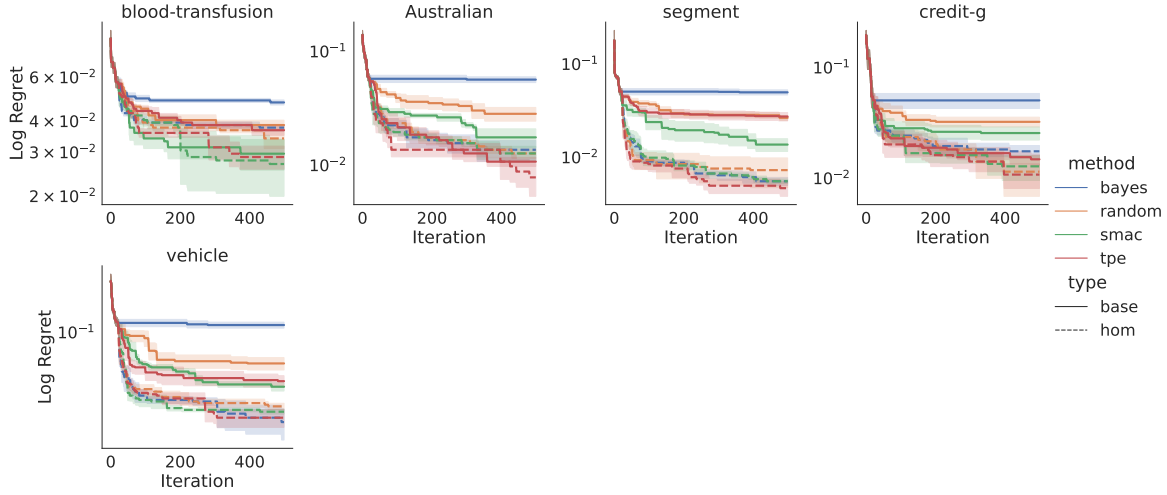 blood-transfusion
Australian
segment
credit-g
Log Regret
6 × 10⁻²
4 × 10⁻²
3 × 10⁻²
2 × 10⁻²
10⁻¹
10⁻²
10⁻¹
10⁻²
10⁻¹
10⁻²
0 200 400
0 200 400
0 200 400
0 200 400
Iteration
Iteration
Iteration
method
bayes
random
smac
tpe
type
base
hom
vehicle
Log Regret
10⁻¹
0 200 400
Iteration